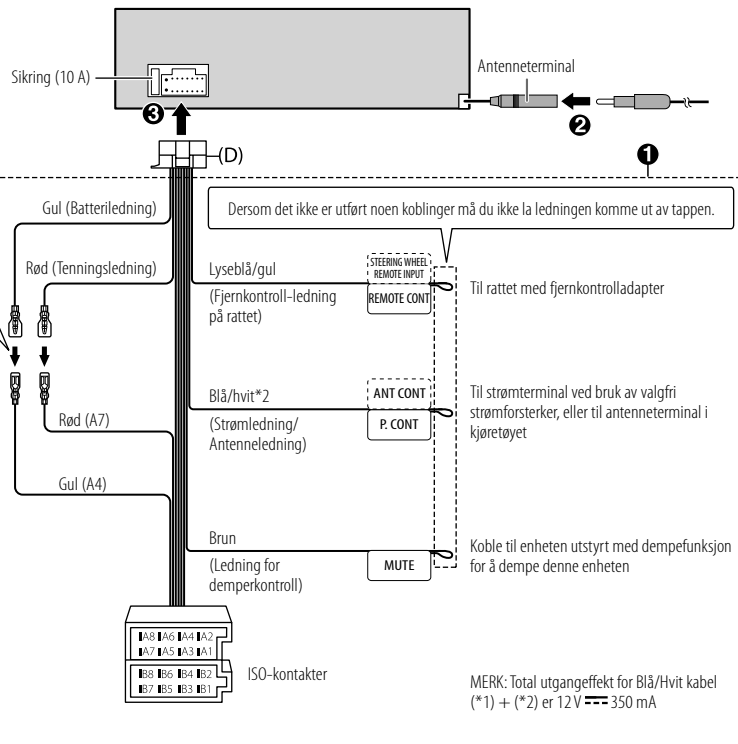 Sikring (10 A)
Antenneterminal
❸
❷
(D)
❶
Gul (Batteriledning)
Dersom det ikke er utført noen koblinger må du ikke la ledningen komme ut av tappen.
Rød (Tenningsledning)
Lyseblå/gul
(Fjernkontroll-ledning
på rattet)
STEERING WHEEL
REMOTE INPUT
REMOTE CONT
Til rattet med fjernkontrolladapter
Blå/hvit*2
(Strømledning/
Antenneledning)
ANT CONT
P. CONT
Til strømterminal ved bruk av valgfri
strømforsterker, eller til antenneterminal i
kjøretøyet
Rød (A7)
Gul (A4)
Brun
(Ledning for
demperkontroll)
MUTE
Koble til enheten utstyrt med dempefunksjon
for å dempe denne enheten
A8 A6 A4 A2
A7 A5 A3 A1
B8 B6 B4 B2
B7 B5 B3 B1
ISO-kontakter
MERK: Total utgangeffekt for Blå/Hvit kabel
(*1) + (*2) er 12 V ⎓ 350 mA